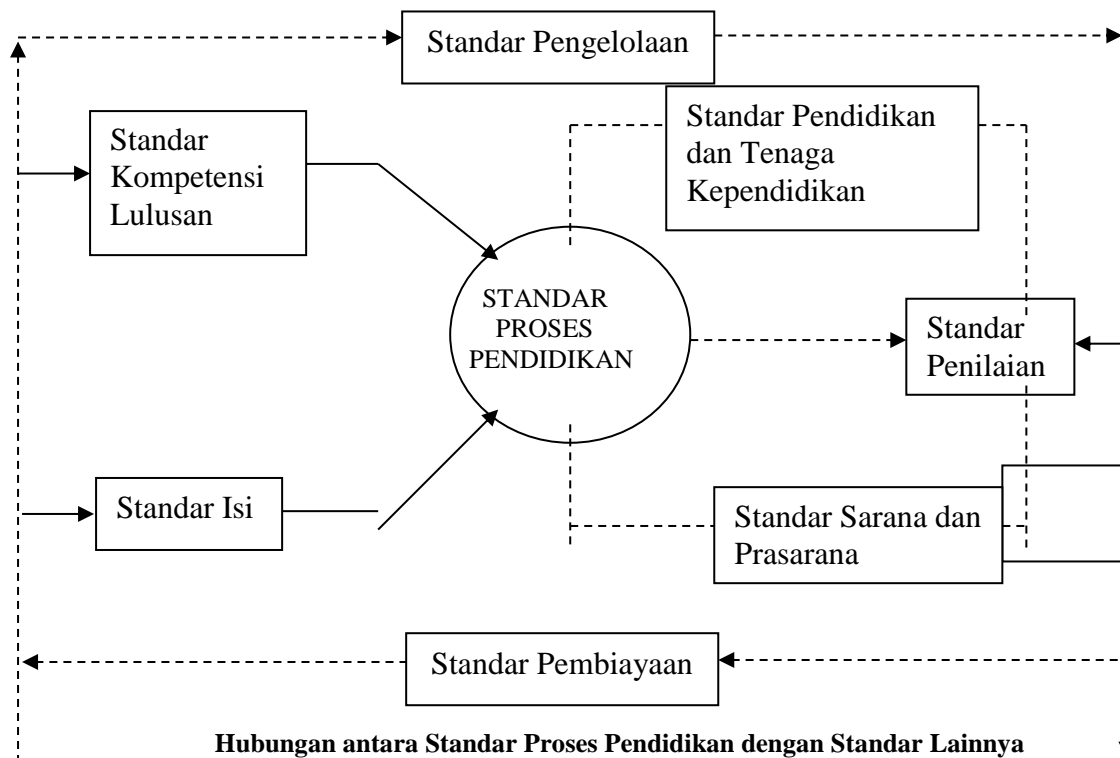 Standar Pengelolaan
Standar
Kompetensi
Lulusan
Standar Pendidikan
dan Tenaga
Kependidikan
STANDAR
PROSES
PENDIDIKAN
Standar
Penilaian
Standar Isi
Standar Sarana dan
Prasarana
Standar Pembiayaan
Hubungan antara Standar Proses Pendidikan dengan Standar Lainnya